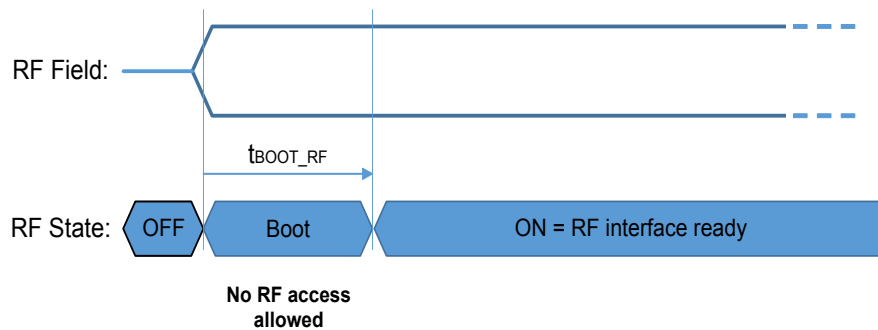 RF Field:
tBOOT_RF
RF State:
OFF
Boot
ON = RF interface ready
No RF access
allowed